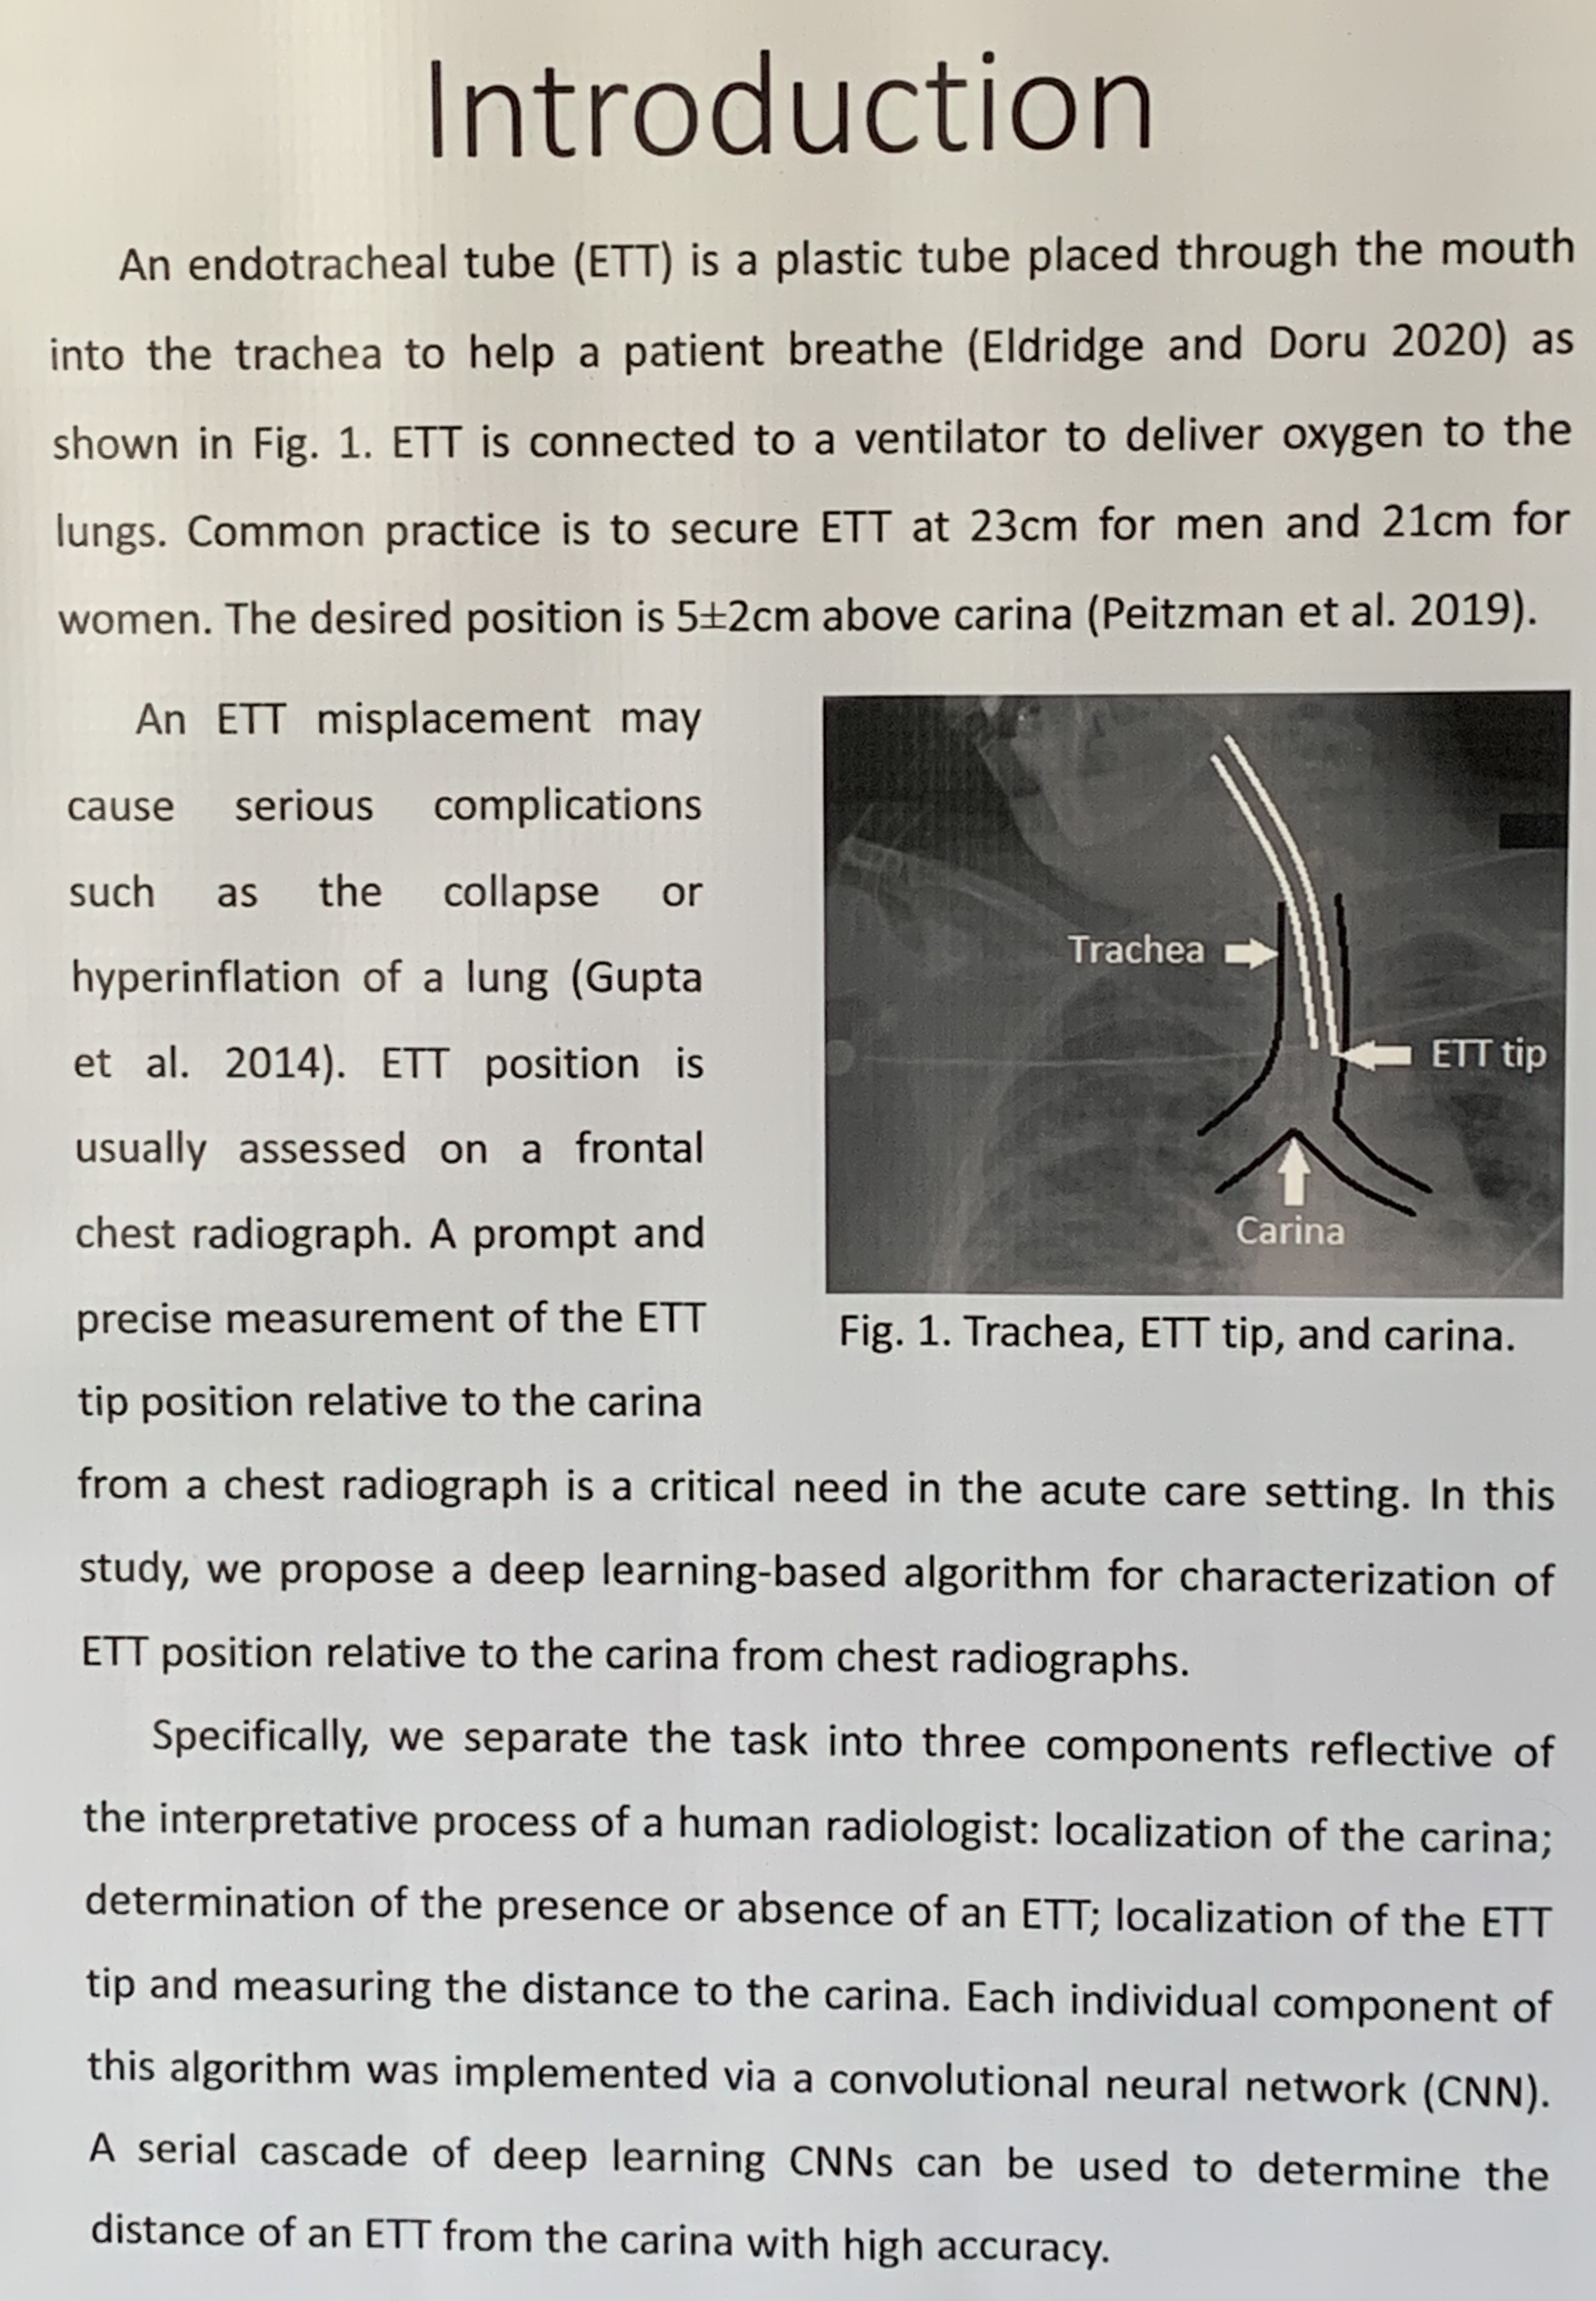 Introduction
An endotracheal tube (ETT) is a plastic tube placed through the mouth
into the trachea to help a patient breathe (Eldridge and Doru 2020) as
shown in Fig. 1. ETT is connected to a ventilator to deliver oxygen to the
lungs. Common practice is to secure ETT at 23cm for men and 21cm for
women. The desired position is 5±2cm above carina (Peitzman et al. 2019).
An ETT misplacement may
cause serious complications
such as the collapse or
hyperinflation of a lung (Gupta
et al. 2014). ETT position is
usually assessed on a frontal
chest radiograph. A prompt and
precise measurement of the ETT
tip position relative to the carina
Trachea
ETT tip
Carina
Fig. 1. Trachea, ETT tip, and carina.
from a chest radiograph is a critical need in the acute care setting. In this
study, we propose a deep learning-based algorithm for characterization of
ETT position relative to the carina from chest radiographs.
Specifically, we separate the task into three components reflective of
the interpretative process of a human radiologist: localization of the carina;
determination of the presence or absence of an ETT; localization of the ETT
tip and measuring the distance to the carina. Each individual component of
this algorithm was implemented via a convolutional neural network (CNN).
A serial cascade of deep learning CNNs can be used to determine the
distance of an ETT from the carina with high accuracy.